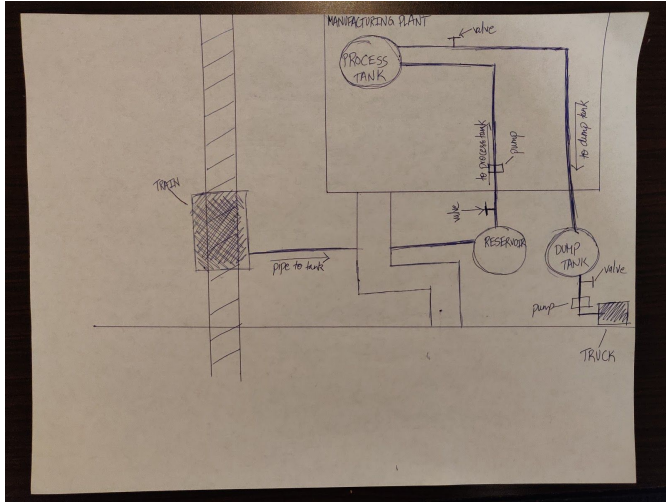 MANUFACTURING PLANT
valve
PROCESS
TANK
to process tank
pump
to dump tank
TRAIN
valve
RESERVOIR
DUMP
TANK
pipe to tank
valve
pump
TRUCK